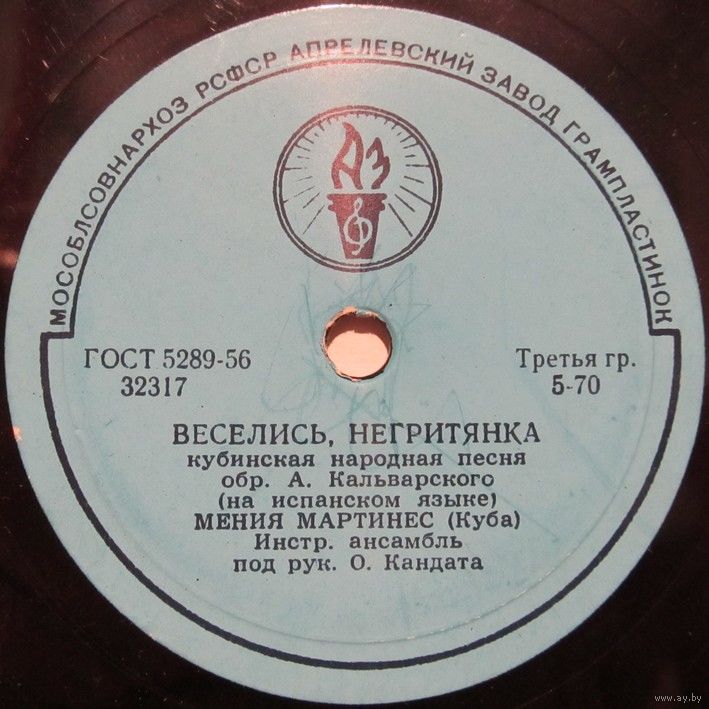 МОСОБЛСОВНАРХОЗ РСФСР АПРЕЛЕВСКИЙ ЗАВОД ГРАМПЛАСТИНОК
АЗ
ГОСТ 5289-56
32317
Третья гр.
5-70
ВЕСЕЛИСЬ, НЕГРИТЯНКА
кубинская народная песня
обр. А. Кальварского
(на испанском языке)
МЕНИЯ МАРТИНЕС (Куба)
Инстр. ансамбль
под рук. О. Кандата
www.ay.by